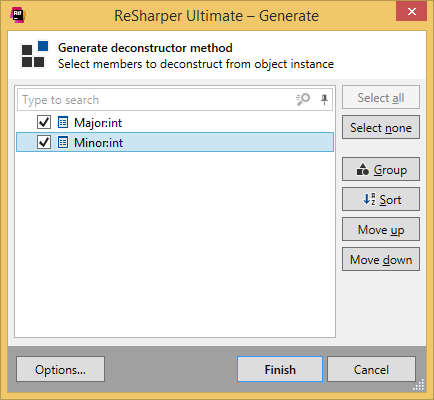 ReSharper Ultimate – Generate
Generate deconstructor method
Select members to deconstruct from object instance
Type to search
Select all
Major:int
Select none
Minor:int
Group
Sort
Move up
Move down
Options...
Finish
Cancel